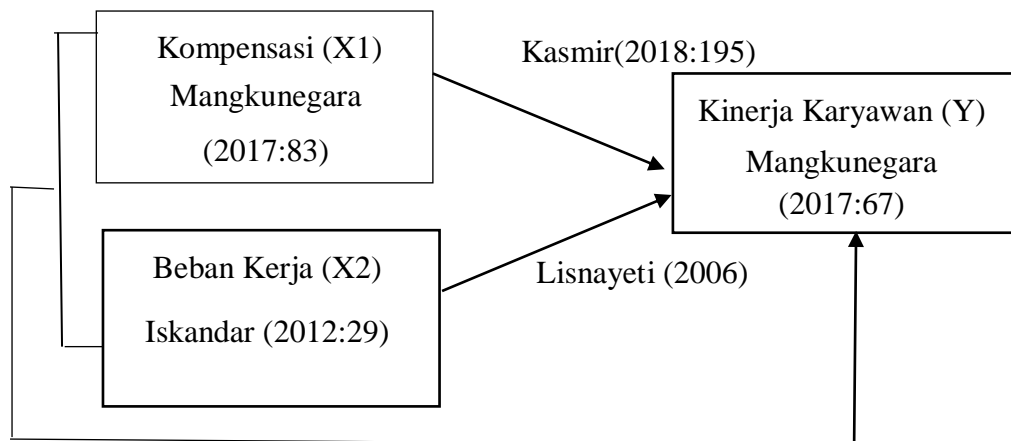 Kompensasi (X1)
Mangkunegara
(2017:83)
Kasmir(2018:195)
Kinerja Karyawan (Y)
Mangkunegara
(2017:67)
Beban Kerja (X2)
Iskandar (2012:29)
Lisnayeti (2006)